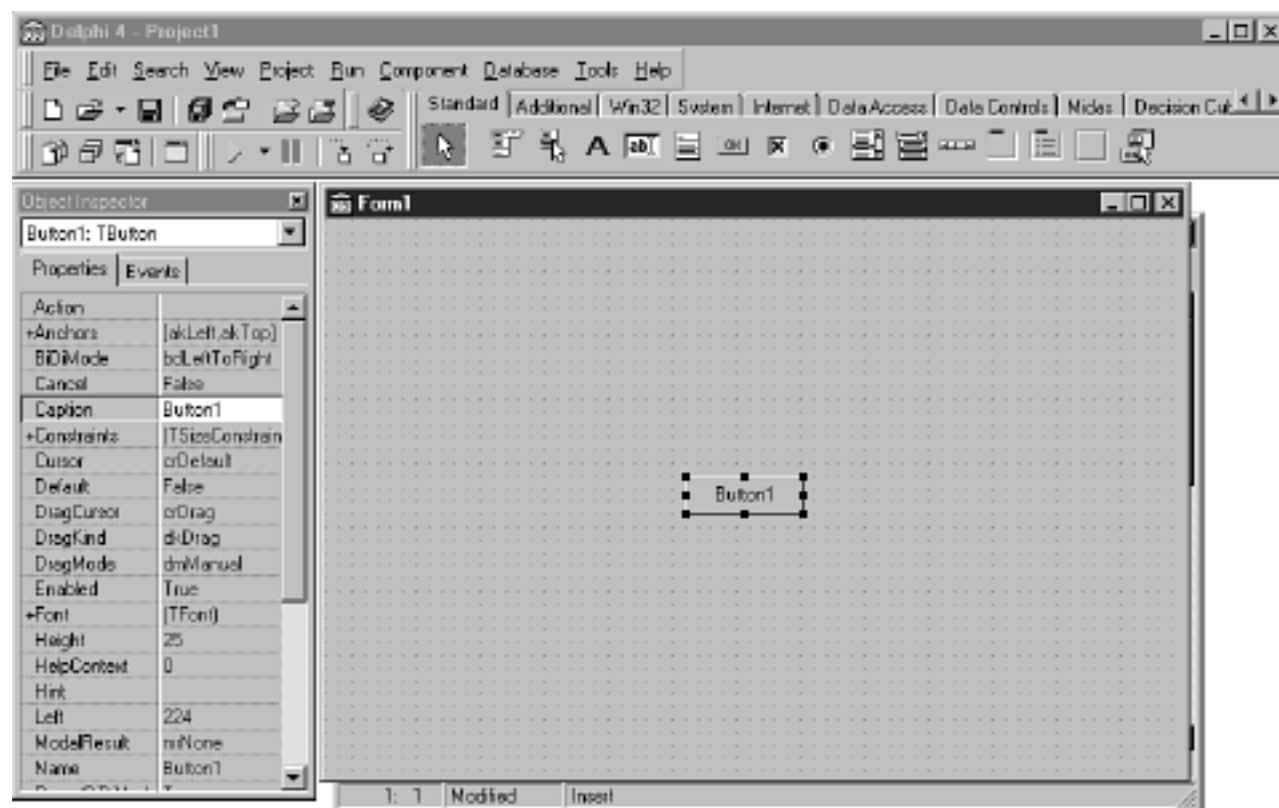 Delphi 4 - Project1
File Edit Search View Project Run Component Database Tools Help
Standard Additional Win32 System Internet Data Access Data Controls Midas Decision Cub
Object Inspector
Button1: TButton
Properties Events
Action
+Anchors [akLeft,akTop]
BiDiMode bdLeftToRight
Cancel False
Caption Button1
+Constraints (TSizeConstrain
Cursor crDefault
Default False
DragCursor crDrag
DragKind dkDrag
DragMode dmManual
Enabled True
+Font (TFont)
Height 25
HelpContext 0
Hint
Left 224
ModalResult mrNone
Name Button1
Form1
Button1
1: 1 Modified Insert